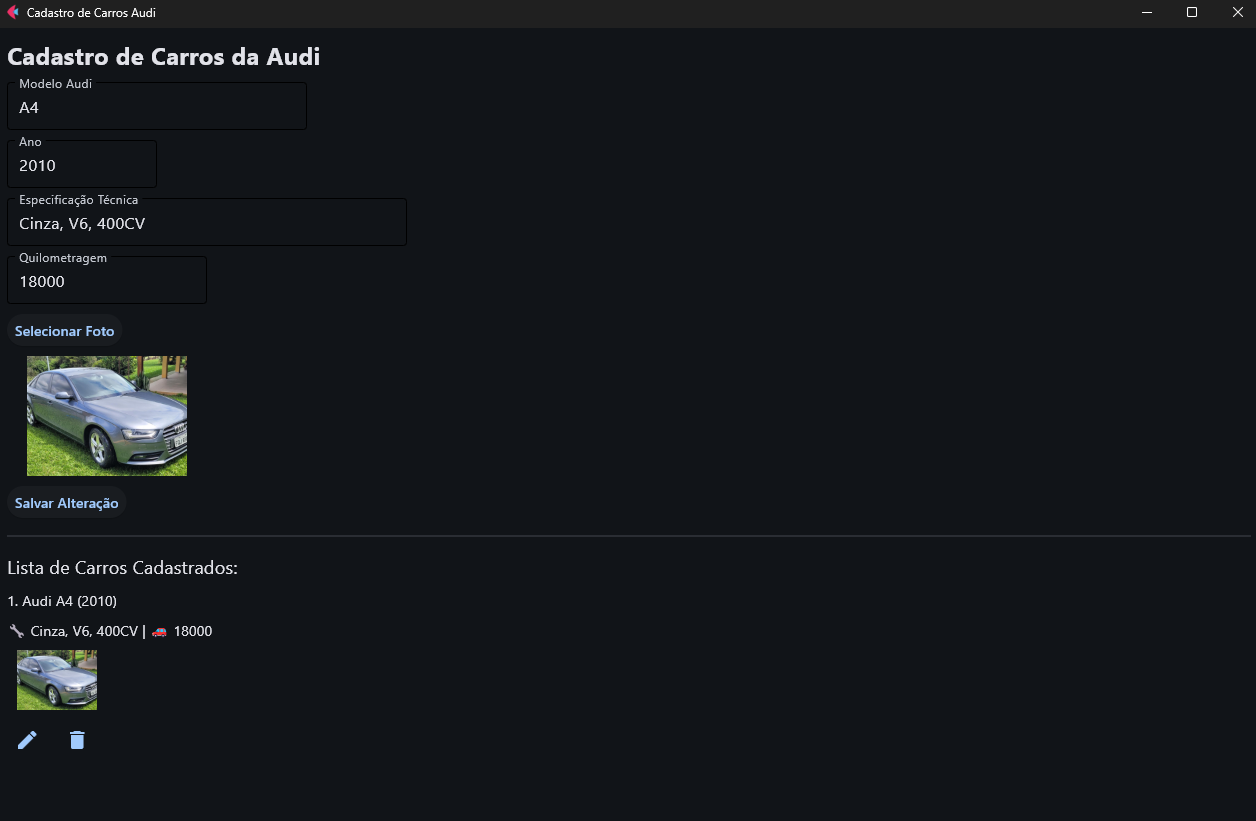 Cadastro de Carros Audi
Cadastro de Carros da Audi
Modelo Audi
A4
Ano
2010
Especificação Técnica
Cinza, V6, 400CV
Quilometragem
18000
Selecionar Foto
Salvar Alteração
Lista de Carros Cadastrados:
1. Audi A4 (2010)
🔧 Cinza, V6, 400CV | 🚗 18000